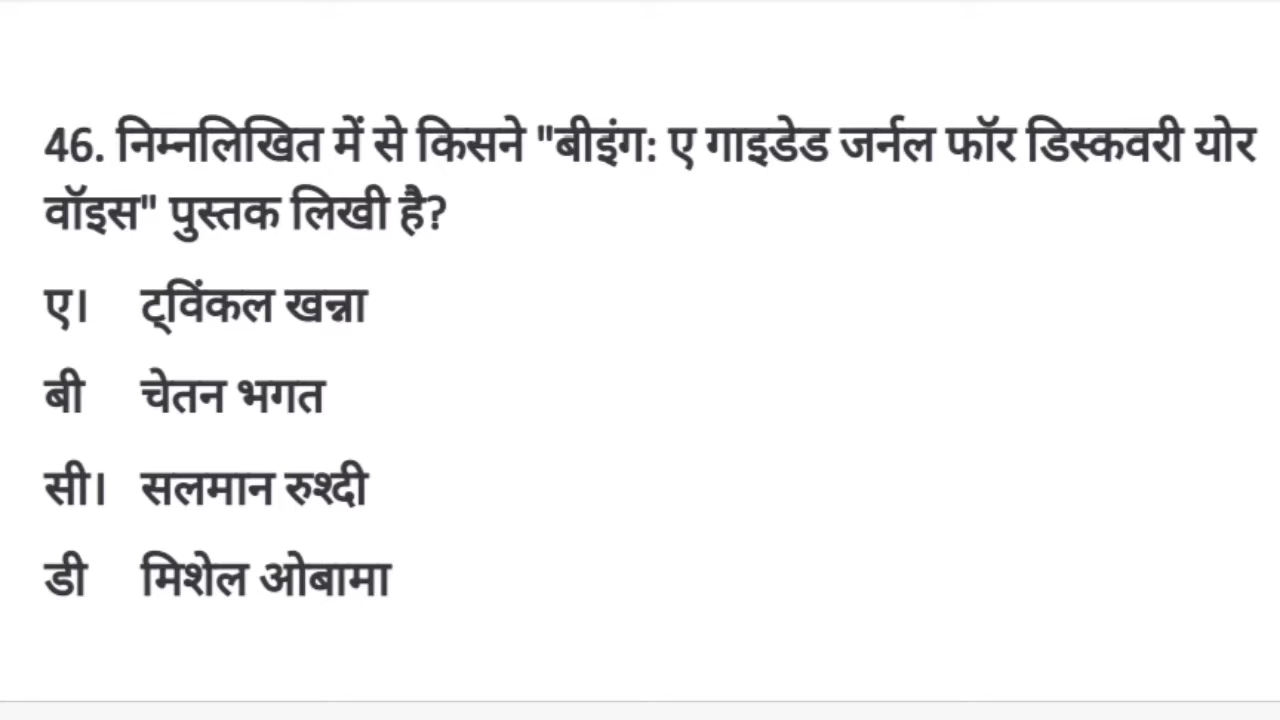 46. निम्नलिखित में से किसने "बीइंग: ए गाइडेड जर्नल फॉर डिस्कवरी योर
वॉइस" पुस्तक लिखी है?
ए। ट्विंकल खन्ना
बी चेतन भगत
सी। सलमान रुश्दी
डी मिशेल ओबामा